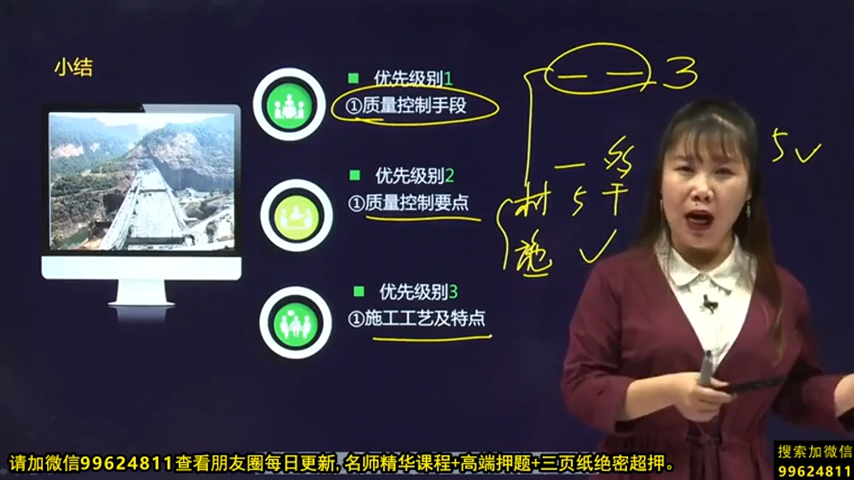 小结
优先级别1
①质量控制手段
优先级别2
①质量控制要点
优先级别3
①施工工艺及特点
3
5
5 干
请加微信99624811查看朋友圈每日更新,名师精华课程+高端押题+三页纸绝密超押。
搜索加微信
99624811